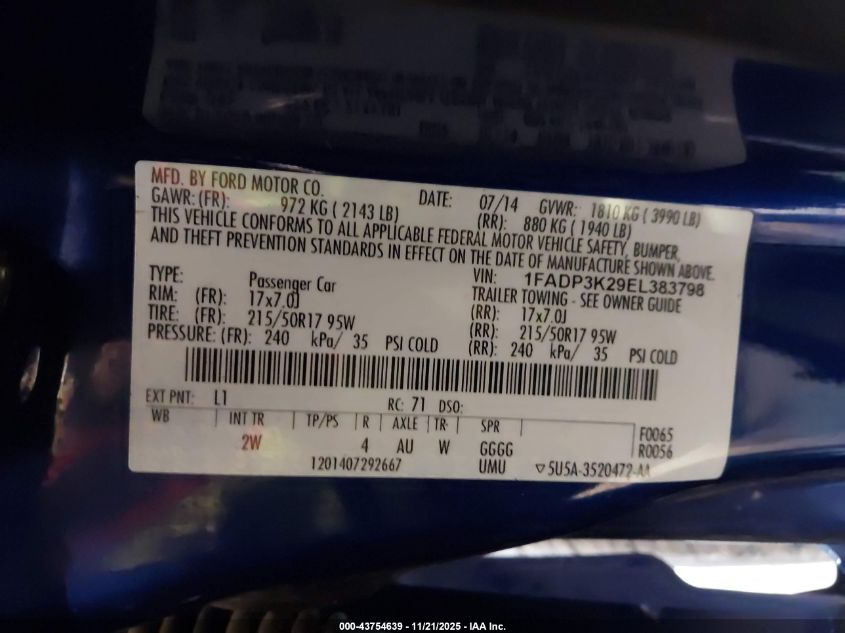 MFD. BY FORD MOTOR CO. DATE: 07/14 GVWR: 1810 KG ( 3990 LB)
GAWR: (FR): 972 KG ( 2143 LB) (RR): 880 KG ( 1940 LB)
THIS VEHICLE CONFORMS TO ALL APPLICABLE FEDERAL MOTOR VEHICLE SAFETY, BUMPER,
AND THEFT PREVENTION STANDARDS IN EFFECT ON THE DATE OF MANUFACTURE SHOWN ABOVE.
VIN: 1FADP3K29EL383798
TYPE: Passenger Car TRAILER TOWING - SEE OWNER GUIDE
RIM: (FR): 17x7.0J (RR): 17x7.0J
TIRE: (FR): 215/50R17 95W (RR): 215/50R17 95W
PRESSURE: (FR): 240 kPa/ 35 PSI COLD (RR): 240 kPa/ 35 PSI COLD
EXT PNT: L1 RC: 71 DSO:
WB INT TR TP/PS R AXLE TR- SPR F0065
2W 4 AU W GGGG R0056
1201407292667 UMU ▽5U5A-3520472-AA
000-43754639 - 11/21/2025 - IAA Inc.